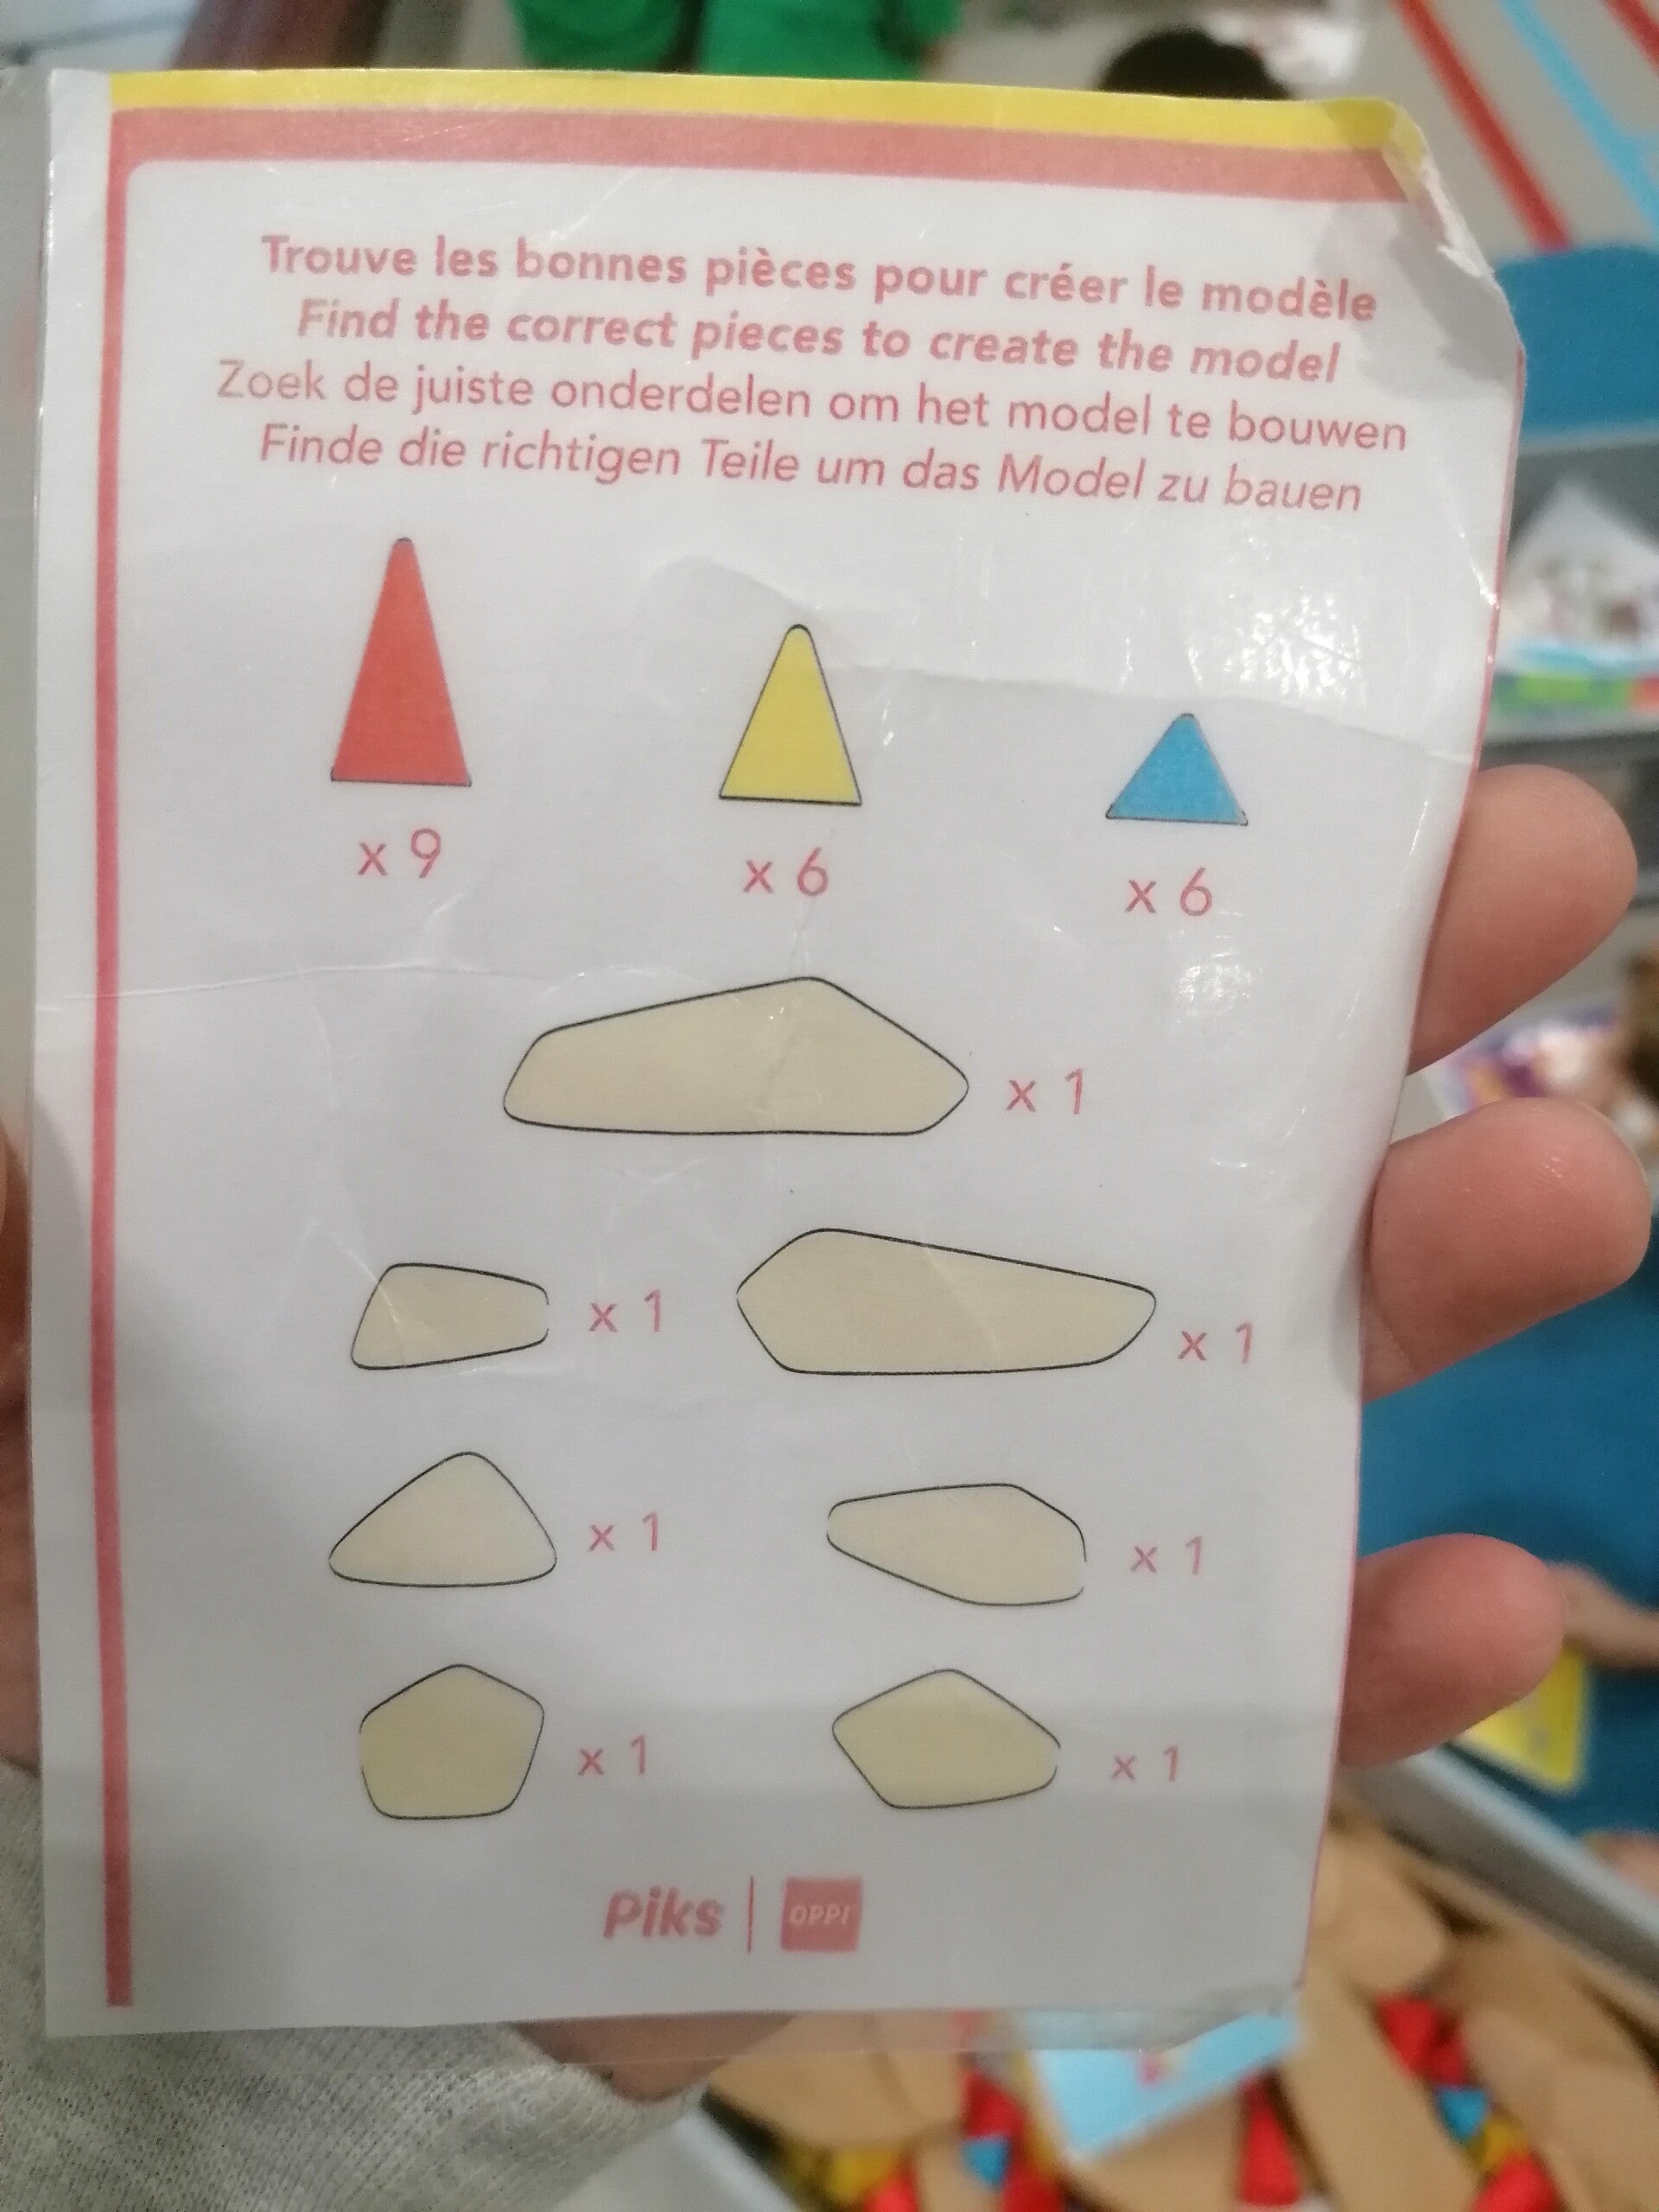 Trouve les bonnes pièces pour créer le modèle
Find the correct pieces to create the model
Zoek de juiste onderdelen om het model te bouwen
Finde die richtigen Teile um das Model zu bauen
x 9 x 6 x 6
x 1
x 1 x 1
x 1 x 1
x 1 x 1
Piks | OPPI